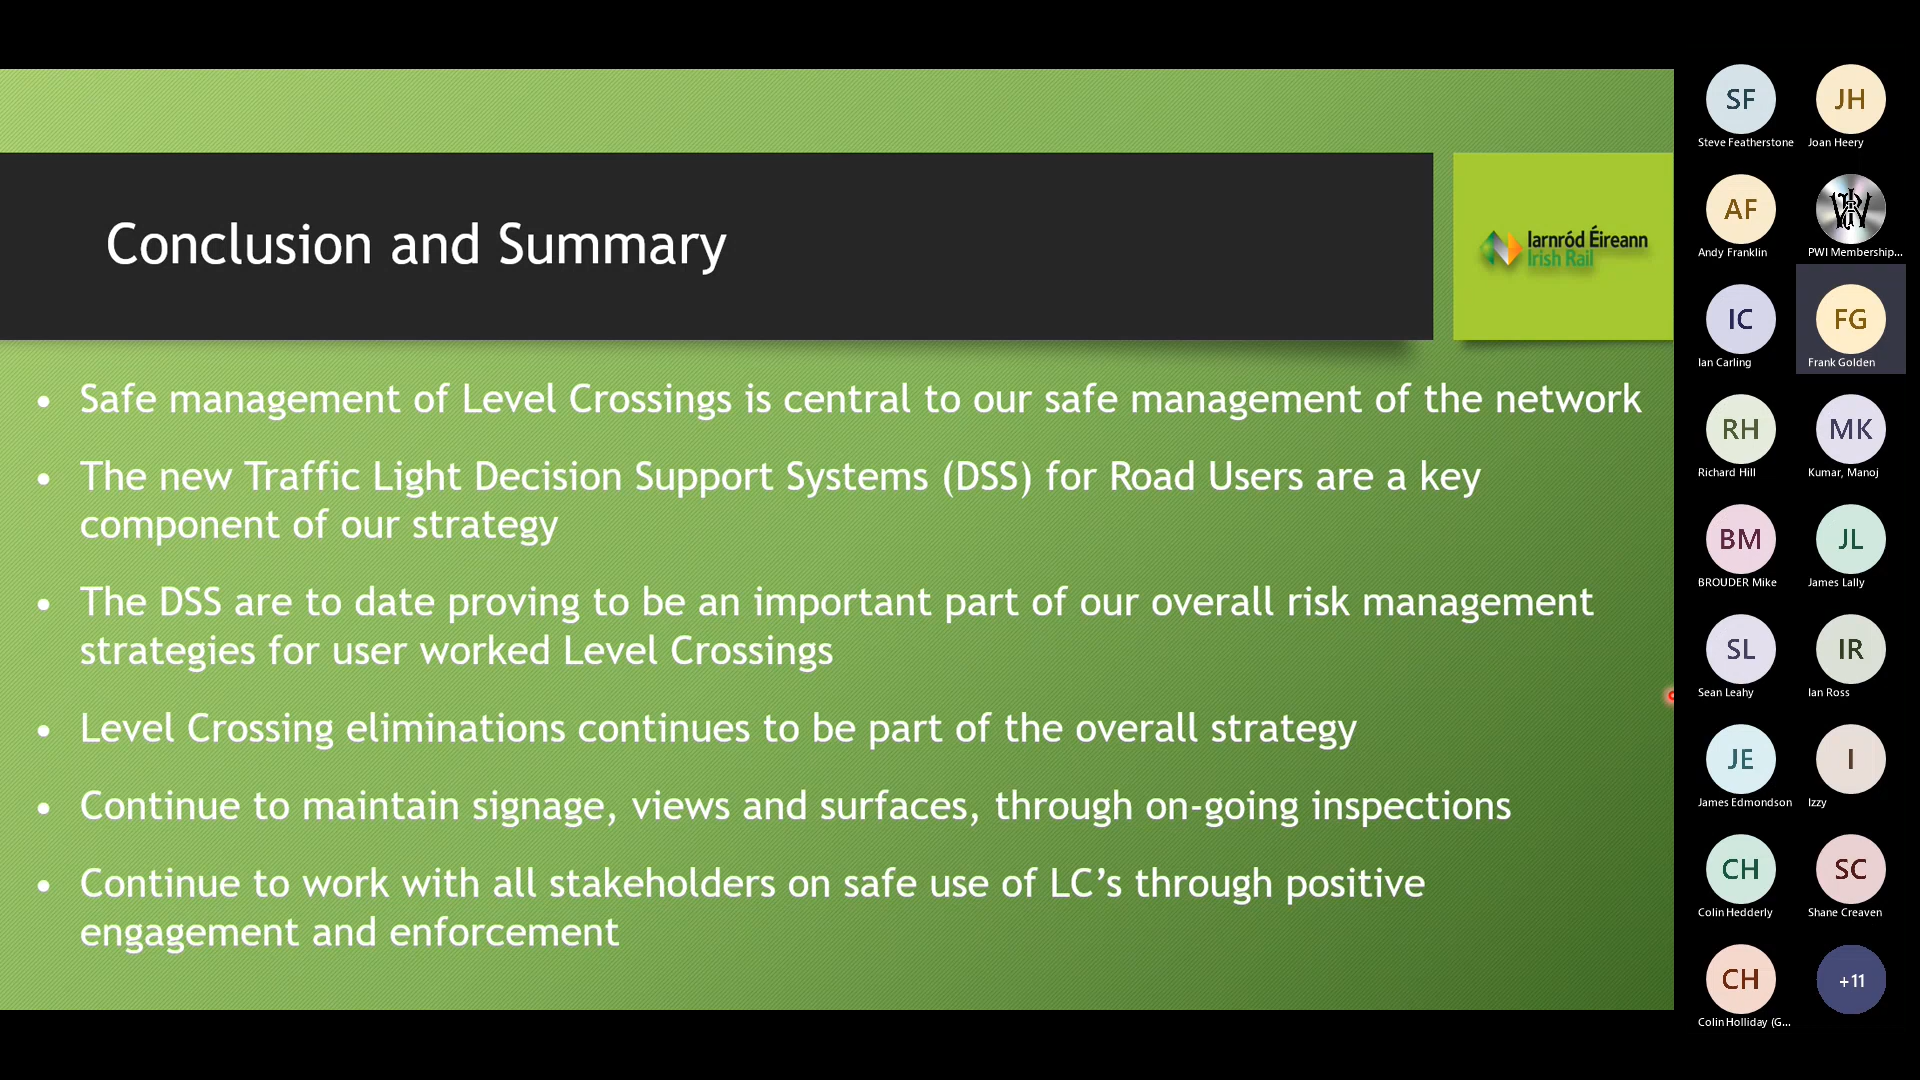 Conclusion and Summary
Iarnród Éireann
Irish Rail
• Safe management of Level Crossings is central to our safe management of the network
• The new Traffic Light Decision Support Systems (DSS) for Road Users are a key
component of our strategy
• The DSS are to date proving to be an important part of our overall risk management
strategies for user worked Level Crossings
• Level Crossing eliminations continues to be part of the overall strategy
• Continue to maintain signage, views and surfaces, through on-going inspections
• Continue to work with all stakeholders on safe use of LC’s through positive
engagement and enforcement
SF
Steve Featherstone
JH
Joan Heery
AF
Andy Franklin
PWI Membership...
IC
Ian Carling
FG
Frank Golden
RH
Richard Hill
MK
Kumar, Manoj
BM
BROUDER Mike
JL
James Lally
SL
Sean Leahy
IR
Ian Ross
JE
James Edmondson
I
Izzy
CH
Colin Hedderly
SC
Shane Creaven
CH
Colin Holliday (G...
+11